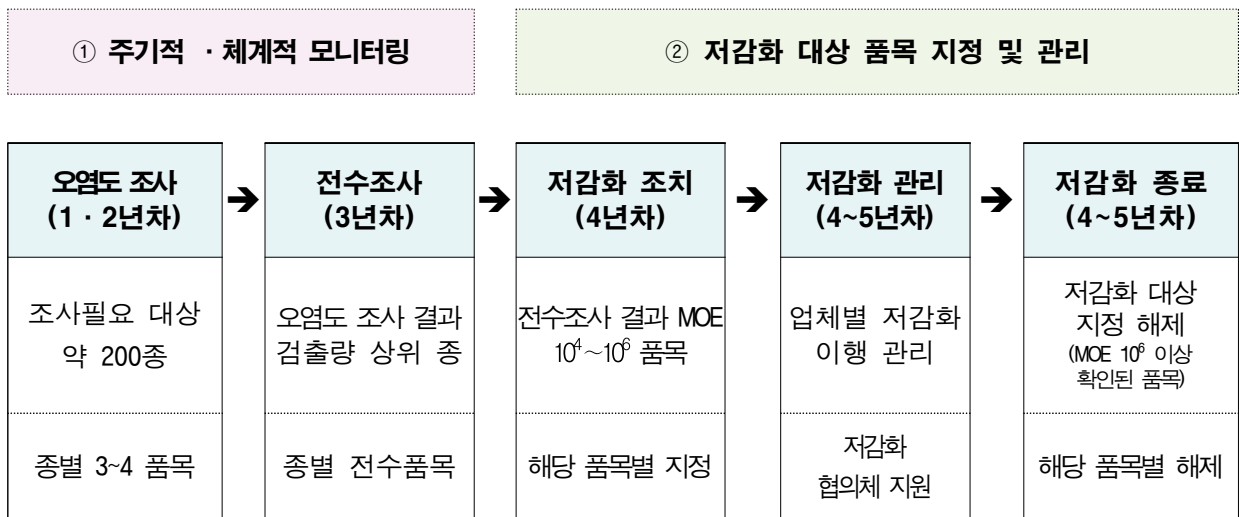 ① 주기적 · 체계적 모니터링
② 저감화 대상 품목 지정 및 관리
오염도 조사
(1 · 2년차)
➔
전수조사
(3년차)
➔
저감화 조치
(4년차)
➔
저감화 관리
(4~5년차)
➔
저감화 종료
(4~5년차)
조사필요 대상
약 200종
오염도 조사 결과
검출량 상위 종
전수조사 결과 MOE
10⁴~10⁶ 품목
업체별 저감화
이행 관리
저감화 대상
지정 해제
(MOE 10⁶ 이상
확인된 품목)
종별 3~4 품목
종별 전수품목
해당 품목별 지정
저감화
협의체 지원
해당 품목별 해제